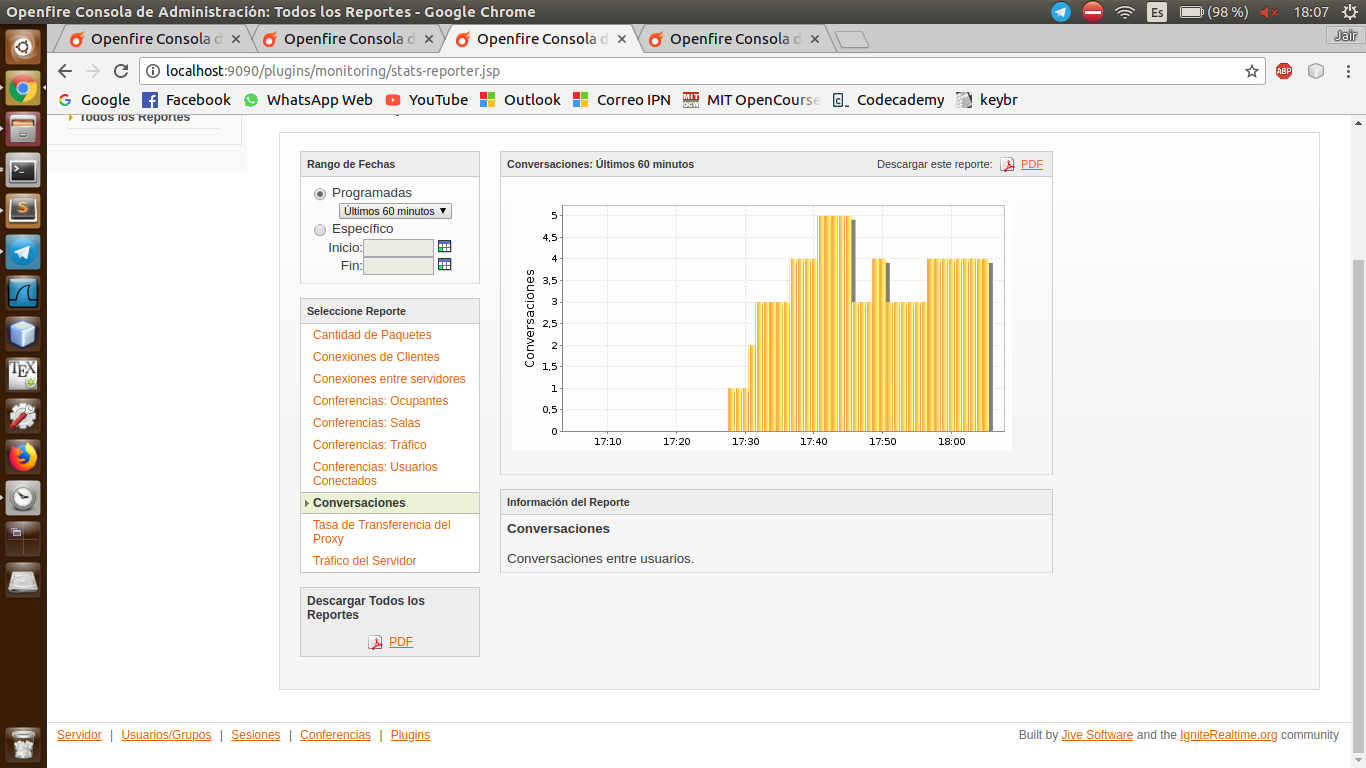 Openfire Consola de Administración: Todos los Reportes - Google Chrome
Es (98 %) 18:07
Openfire Consola d × Openfire Consola d × Openfire Consola d × Openfire Consola d × Jair
localhost:9090/plugins/monitoring/stats-reporter.jsp ABP
Google Facebook WhatsApp Web YouTube Outlook Correo IPN MIT OpenCourse Codecademy keybr
Todos los Reportes
Rango de Fechas
Programadas
Últimos 60 minutos ▼
Específico
Inicio:
Fin:
Seleccione Reporte
Cantidad de Paquetes
Conexiones de Clientes
Conexiones entre servidores
Conferencias: Ocupantes
Conferencias: Salas
Conferencias: Tráfico
Conferencias: Usuarios
Conectados
Conversaciones
Tasa de Transferencia del
Proxy
Tráfico del Servidor
Descargar Todos los
Reportes
PDF
Conversaciones: Últimos 60 minutos Descargar este reporte: PDF
Conversaciones
5
4,5
4
3,5
3
2,5
2
1,5
1
0,5
0
17:10 17:20 17:30 17:40 17:50 18:00
Información del Reporte
Conversaciones
Conversaciones entre usuarios.
Servidor | Usuarios/Grupos | Sesiones | Conferencias | Plugins
Built by Jive Software and the IgniteRealtime.org community